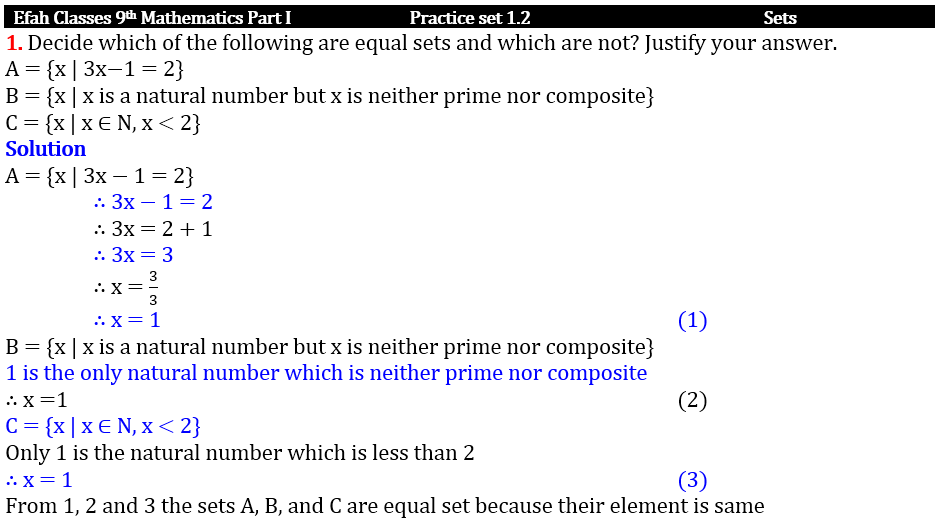 Efah Classes 9th Mathematics Part I Practice set 1.2 Sets
1. Decide which of the following are equal sets and which are not? Justify your answer.
A = {x | 3x−1 = 2}
B = {x | x is a natural number but x is neither prime nor composite}
C = {x | x ∈ N, x < 2}
Solution
A = {x | 3x − 1 = 2}
∴ 3x − 1 = 2
∴ 3x = 2 + 1
∴ 3x = 3
∴ x = 3/3
∴ x = 1 (1)
B = {x | x is a natural number but x is neither prime nor composite}
1 is the only natural number which is neither prime nor composite
∴ x =1 (2)
C = {x | x ∈ N, x < 2}
Only 1 is the natural number which is less than 2
∴ x = 1 (3)
From 1, 2 and 3 the sets A, B, and C are equal set because their element is same